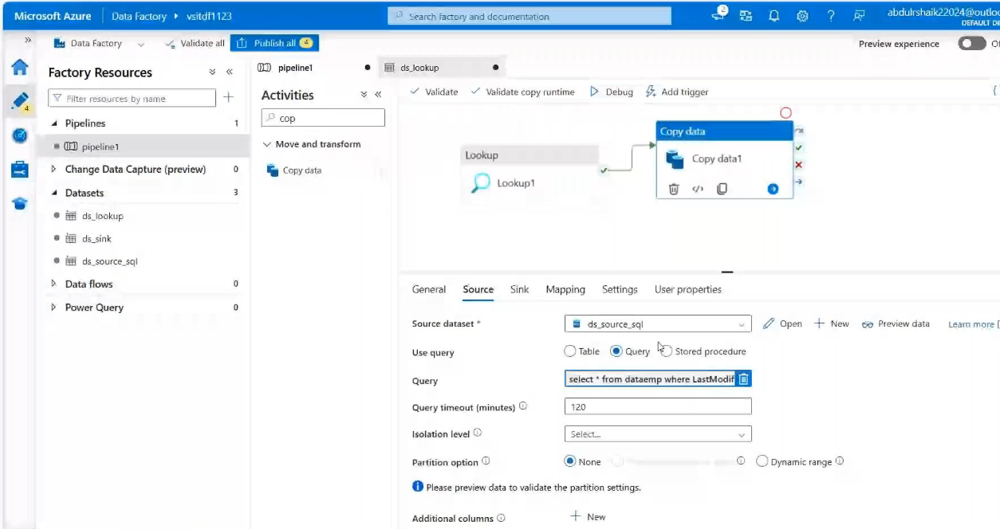 Microsoft Azure
Data Factory
vsitdf1123
Search factory and documentation
2
abdulrshaik22024@outloo
DEFAULT DI
Data Factory
Validate all
Publish all 4
Preview experience
Factory Resources
pipeline1
ds_lookup
Filter resources by name
Activities
Validate
Validate copy runtime
Debug
Add trigger
{
4
cop
Pipelines 1
pipeline1
Move and transform
Copy data
Change Data Capture (preview) 0
Datasets 3
ds_lookup
ds_sink
ds_source_sql
Data flows 0
Power Query 0
Lookup
Lookup1
Copy data
Copy data1
General
Source
Sink
Mapping
Settings
User properties
Source dataset *
ds_source_sql
Open
New
Preview data
Learn more
Use query
Table
Query
Stored procedure
Query
select * from dataemp where LastModif
Query timeout (minutes)
120
Isolation level
Select...
Partition option
None
Dynamic range
Please preview data to validate the partition settings.
Additional columns
New